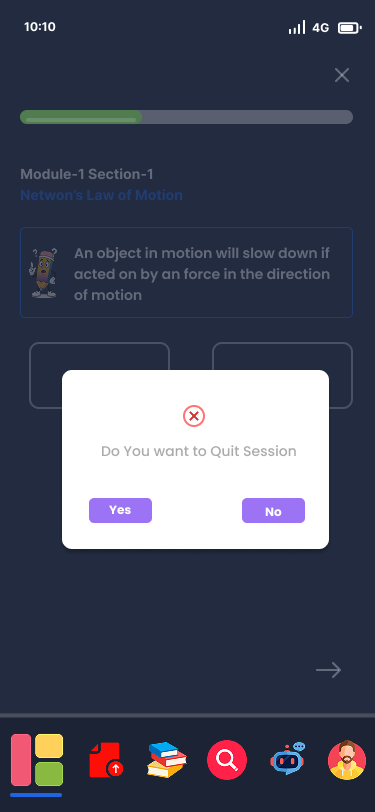 10:10
4G
Module-1 Section-1
Netwon's Law of Motion
An object in motion will slow down if
acted on by an force in the direction
of motion
Do You want to Quit Session
Yes
No